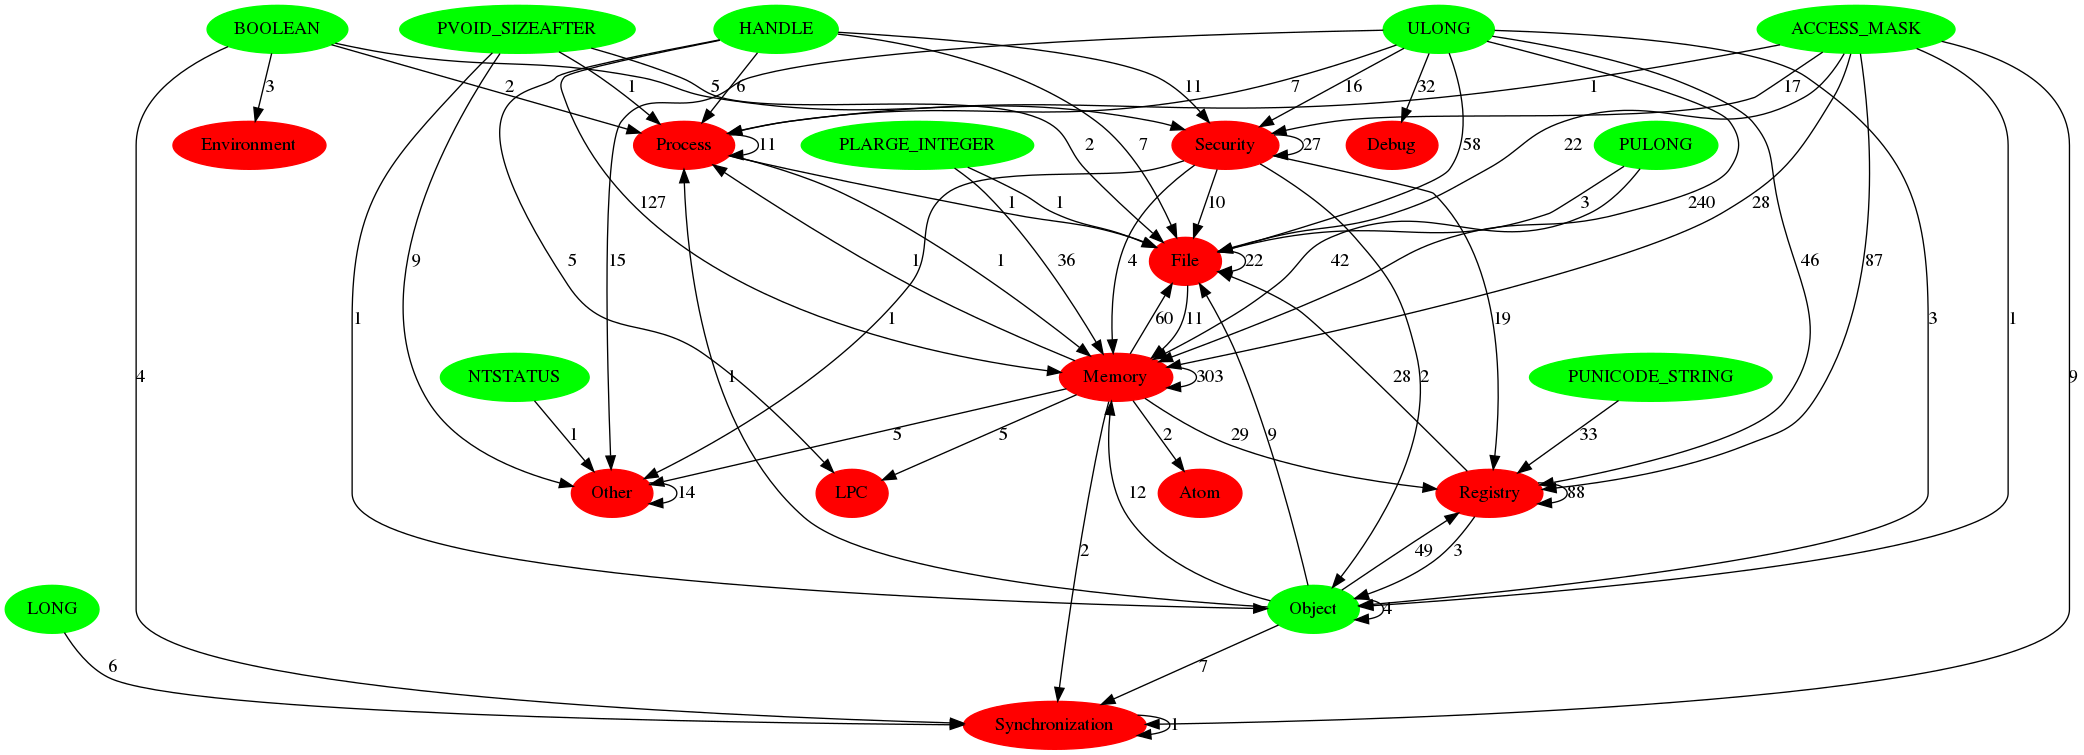 BOOLEAN
PVOID_SIZEAFTER
HANDLE
ULONG
ACCESS_MASK
3
2
1
5
6
11
7
16
32
1
17
Environment
Process
11
PLARGE_INTEGER
Security
27
Debug
2
7
58
22
PULONG
127
1
1
10
3
240
28
9
5
15
1
1
36
4
File
22
42
46
87
1
1
60
11
19
3
1
4
NTSTATUS
1
Memory
303
28
2
PUNICODE_STRING
9
1
5
5
2
29
9
33
Other
14
LPC
Atom
12
Registry
88
2
49
3
LONG
Object
4
6
7
Synchronization
1